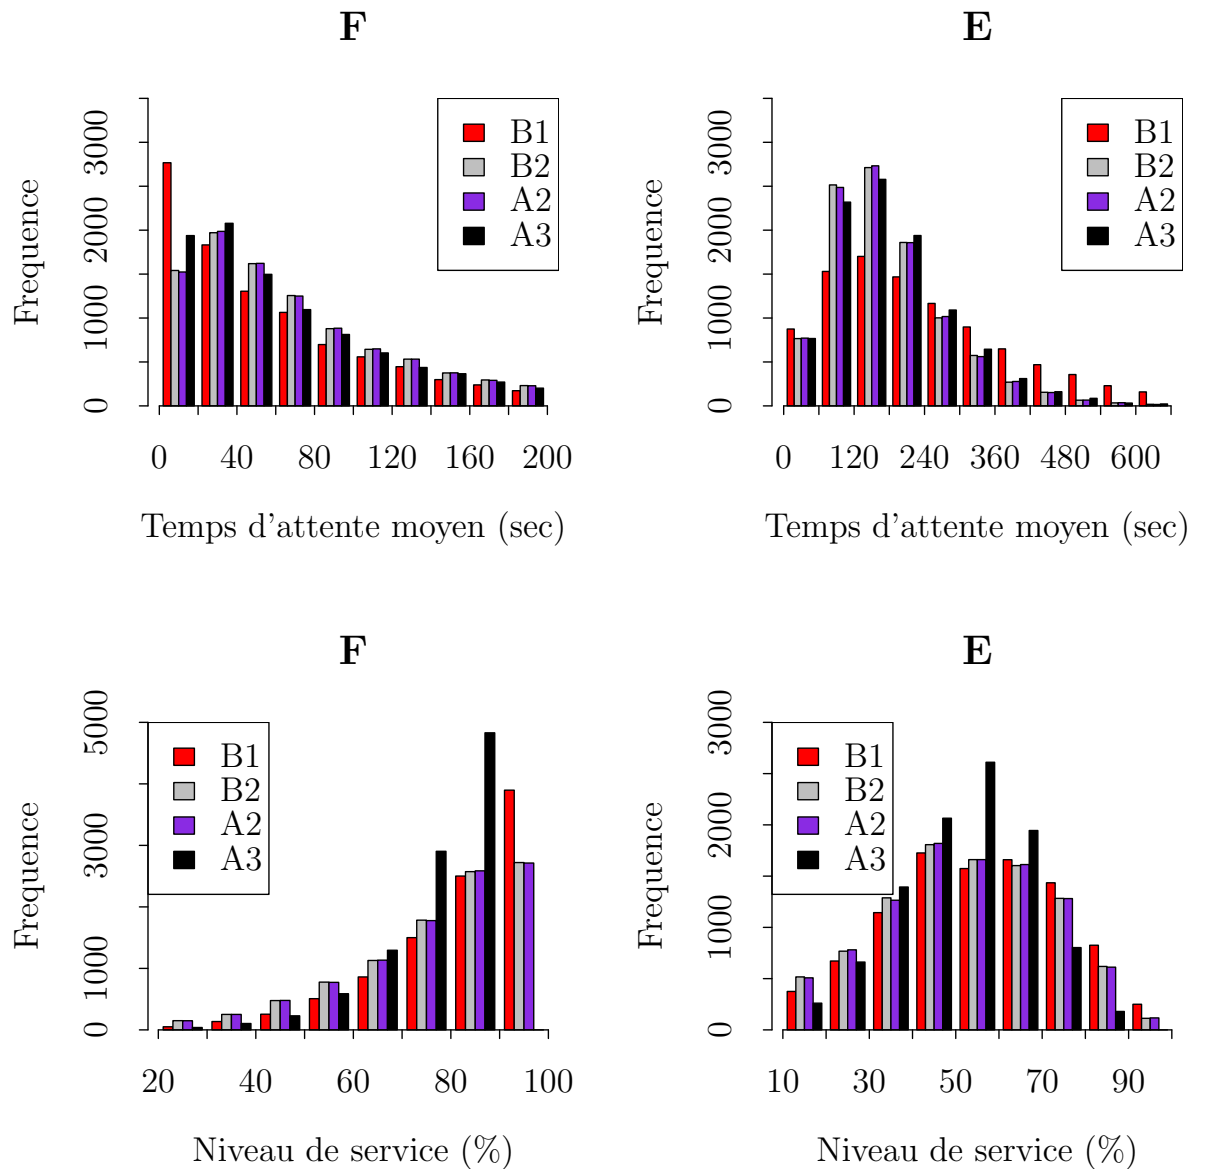 F
3000
2000
1000
0
Frequence
B1
B2
A2
A3
0 40 80 120 160 200
Temps d'attente moyen (sec)
E
3000
2000
1000
0
Frequence
B1
B2
A2
A3
0 120 240 360 480 600
Temps d'attente moyen (sec)
F
5000
3000
1000
0
Frequence
B1
B2
A2
A3
20 40 60 80 100
Niveau de service (%)
E
3000
2000
1000
0
Frequence
B1
B2
A2
A3
10 30 50 70 90
Niveau de service (%)